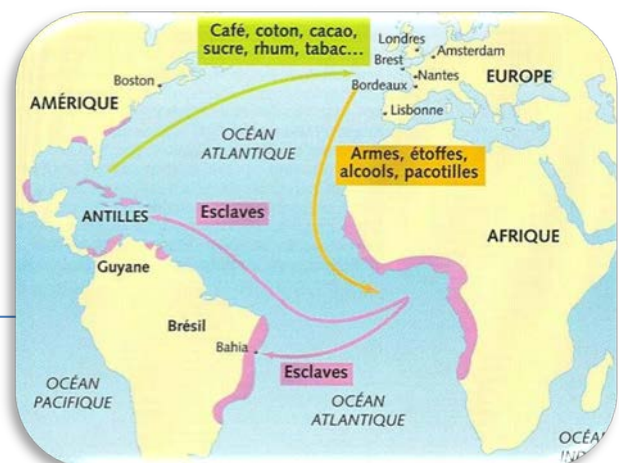 Café, coton, cacao,
sucre, rhum, tabac...
Londres
Amsterdam
Brest
Nantes
EUROPE
Bordeaux
Boston
AMÉRIQUE
Lisbonne
OCÉAN
ATLANTIQUE
Armes, étoffes,
alcools, pacotilles
ANTILLES
Esclaves
AFRIQUE
Guyane
Brésil
Bahia
Esclaves
OCÉAN
PACIFIQUE
OCÉAN
ATLANTIQUE